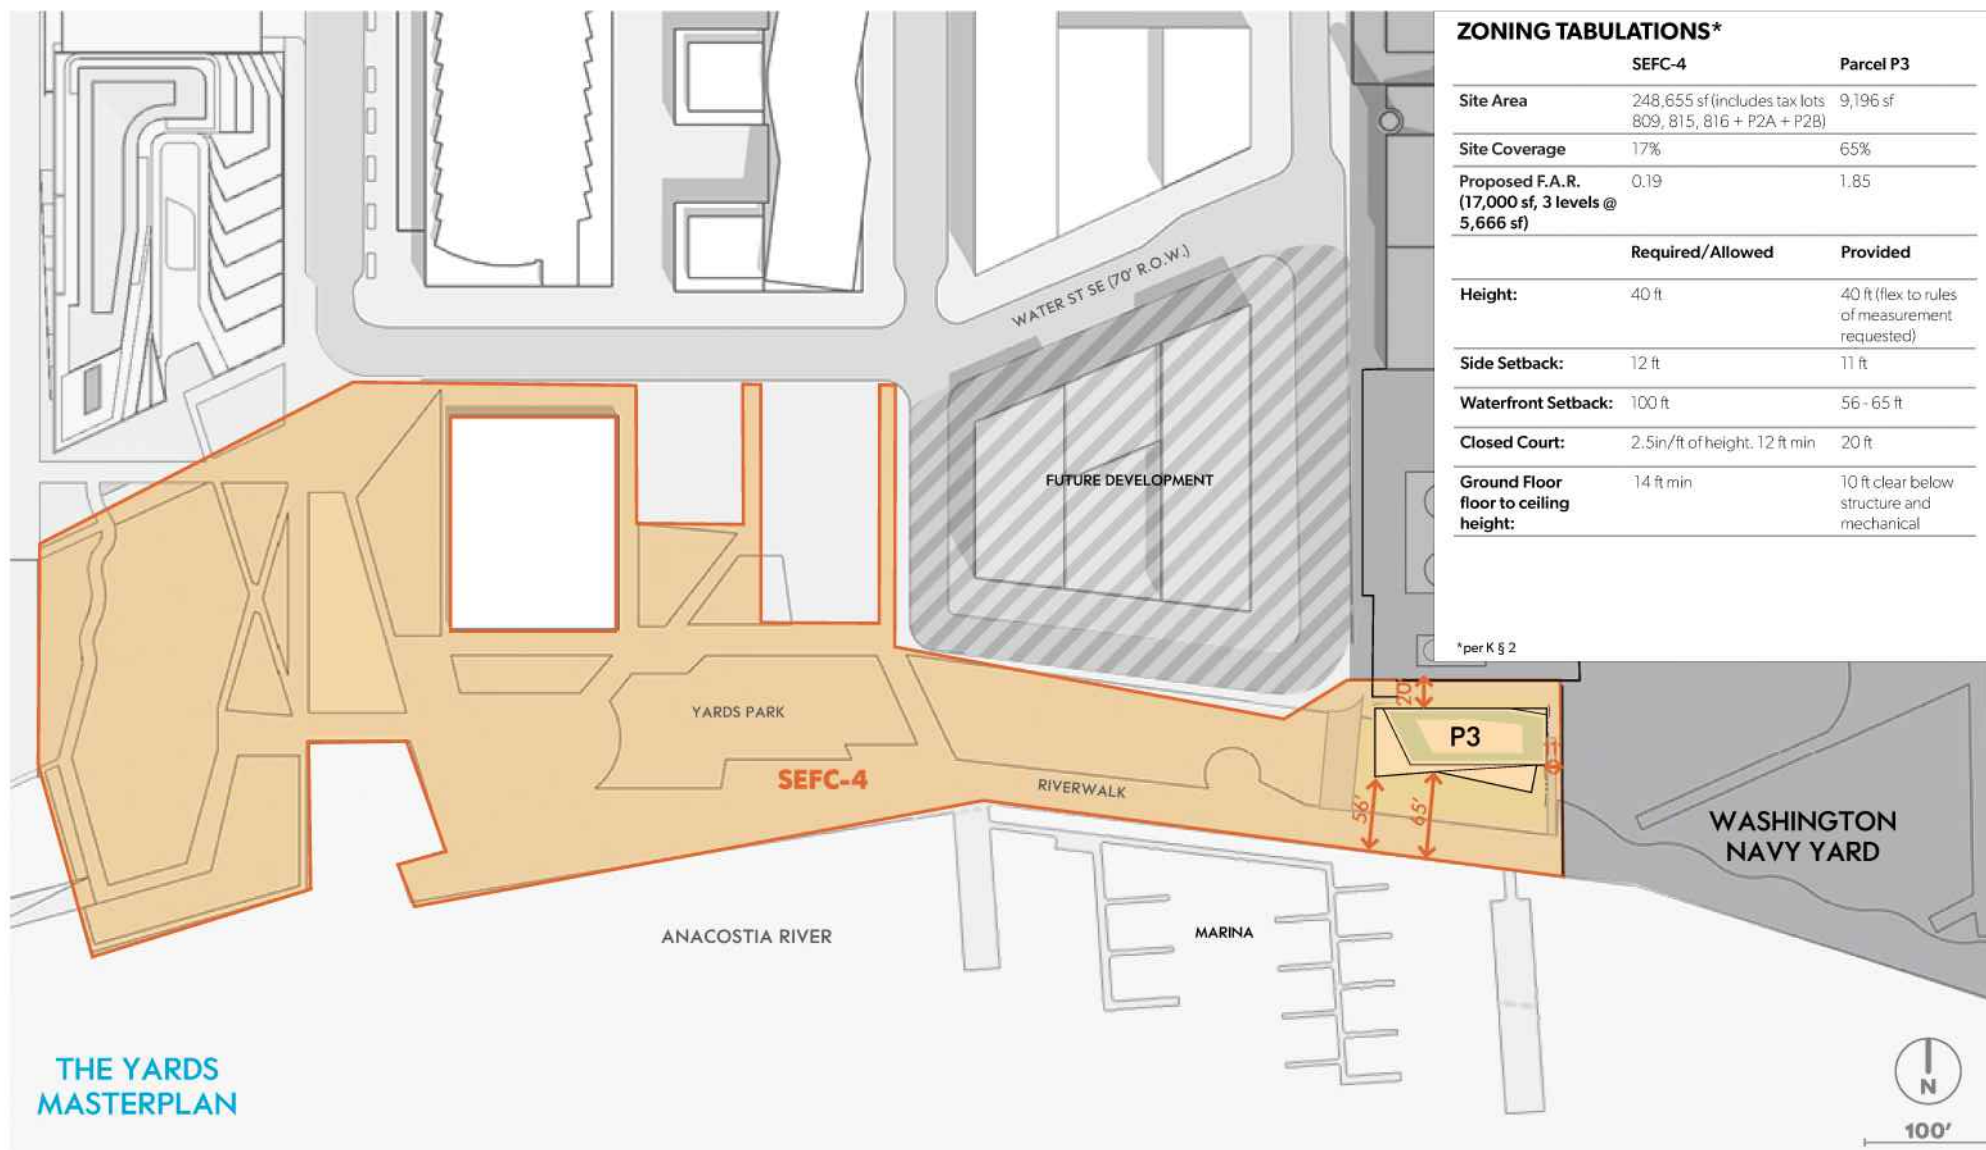 ZONING TABULATIONS*
SEFC-4 Parcel P3
Site Area 248,655 sf (includes tax lots 9,196 sf
809, 815, 816 + P2A + P2B)
Site Coverage 17% 65%
Proposed F.A.R. 0.19 1.85
(17,000 sf, 3 levels @
5,666 sf)
Required/Allowed Provided
Height: 40 ft 40 ft (flex to rules
of measurement
requested)
Side Setback: 12 ft 11 ft
Waterfront Setback: 100 ft 56 - 65 ft
Closed Court: 2.5in/ft of height. 12 ft min 20 ft
Ground Floor 14 ft min 10 ft clear below
floor to ceiling structure and
height: mechanical
*per K § 2
WATER ST SE (70' R.O.W.)
FUTURE DEVELOPMENT
20'
P3
11'
YARDS PARK
SEFC-4
RIVERWALK
56'
65'
WASHINGTON
NAVY YARD
ANACOSTIA RIVER
MARINA
THE YARDS
MASTERPLAN
N
100'